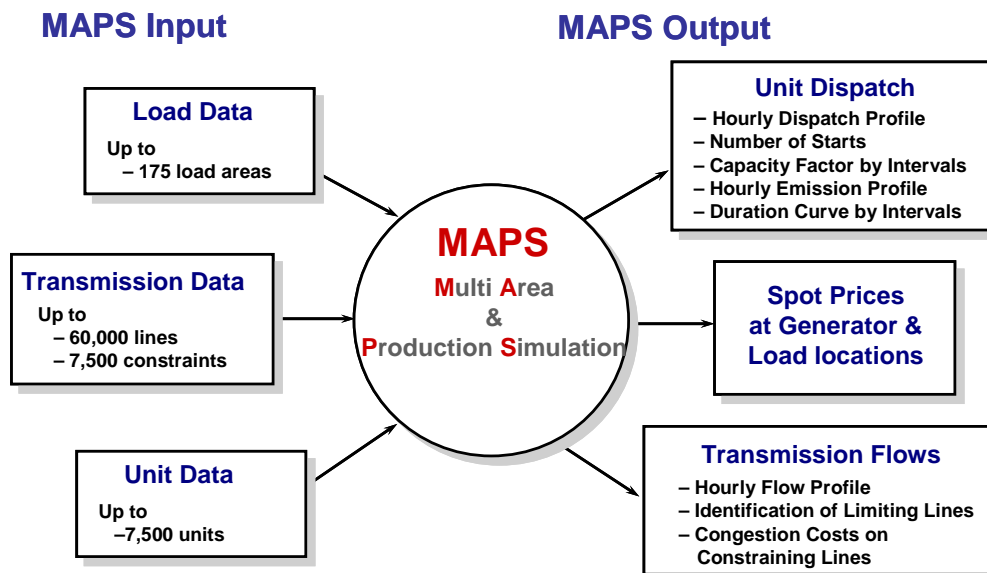 MAPS Input
MAPS Output
Load Data
Up to
– 175 load areas
Transmission Data
Up to
– 60,000 lines
– 7,500 constraints
Unit Data
Up to
–7,500 units
MAPS
Multi Area
&
Production Simulation
Unit Dispatch
– Hourly Dispatch Profile
– Number of Starts
– Capacity Factor by Intervals
– Hourly Emission Profile
– Duration Curve by Intervals
Spot Prices
at Generator &
Load locations
Transmission Flows
– Hourly Flow Profile
– Identification of Limiting Lines
– Congestion Costs on
Constraining Lines